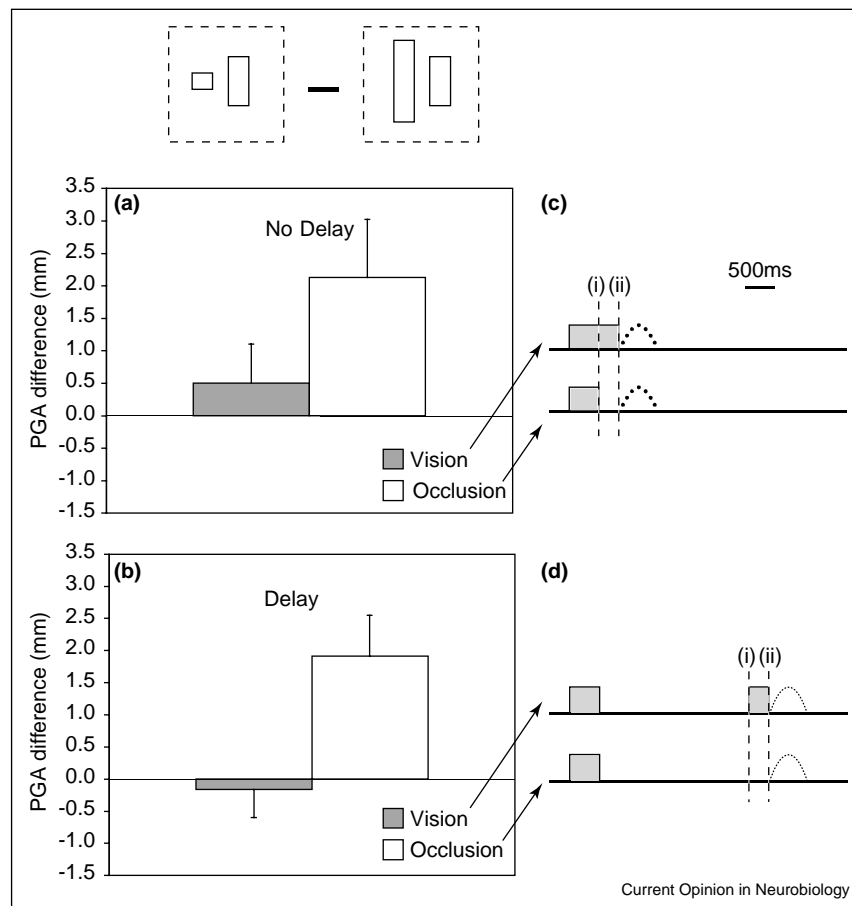 3.5
3.0
2.5
2.0
1.5
1.0
0.5
0.0
-0.5
-1.0
-1.5
PGA difference (mm)
(a)
No Delay
Vision
Occlusion
(c)
500ms
(i) (ii)
3.5
3.0
2.5
2.0
1.5
1.0
0.5
0.0
-0.5
-1.0
-1.5
PGA difference (mm)
(b)
Delay
Vision
Occlusion
(d)
(i) (ii)
Current Opinion in Neurobiology